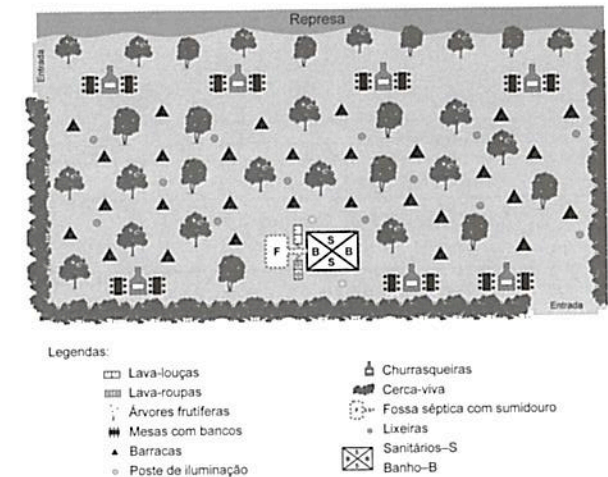 Represa
Entrada
F
S
B B
S
Entrada
Legendas:
Lava-louças
Lava-roupas
Árvores frutíferas
Mesas com bancos
Barracas
Poste de iluminação
Churrasqueiras
Cerca-viva
Fossa séptica com sumidouro
Lixeiras
Sanitários–S
Banho–B